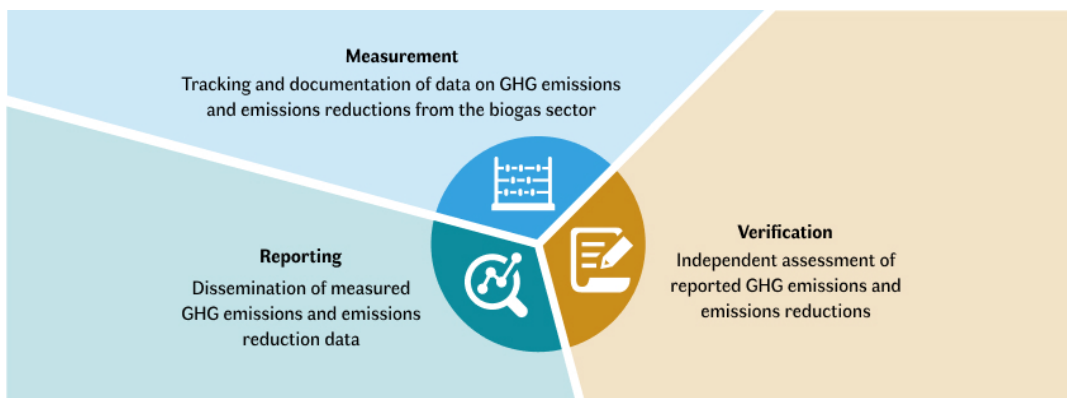 Measurement
Tracking and documentation of data on GHG emissions
and emissions reductions from the biogas sector
Reporting
Dissemination of measured
GHG emissions and emissions
reduction data
Verification
Independent assessment of
reported GHG emissions and
emissions reductions